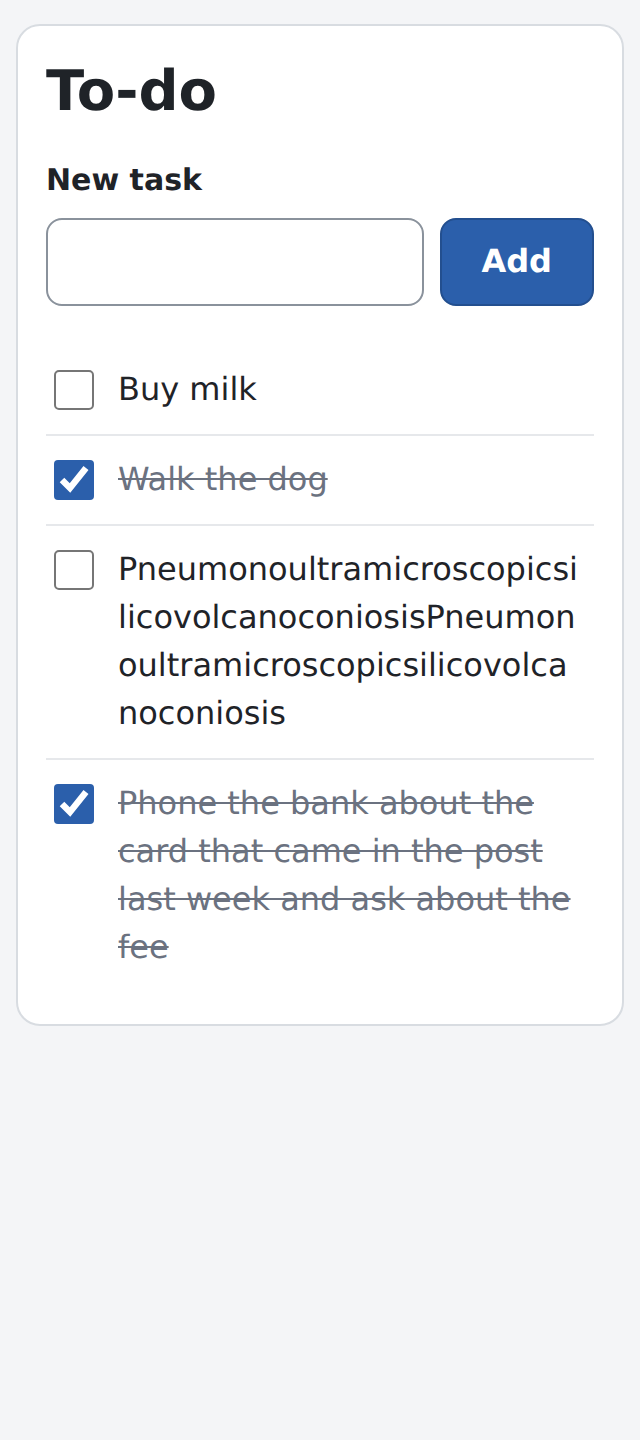 To-do
New task
Add
Buy milk
Walk the dog
Pneumonoultramicroscopicsi
licovolcanoconiosisPneumon
oultramicroscopicsilicovolca
noconiosis
Phone the bank about the
card that came in the post
last week and ask about the
fee